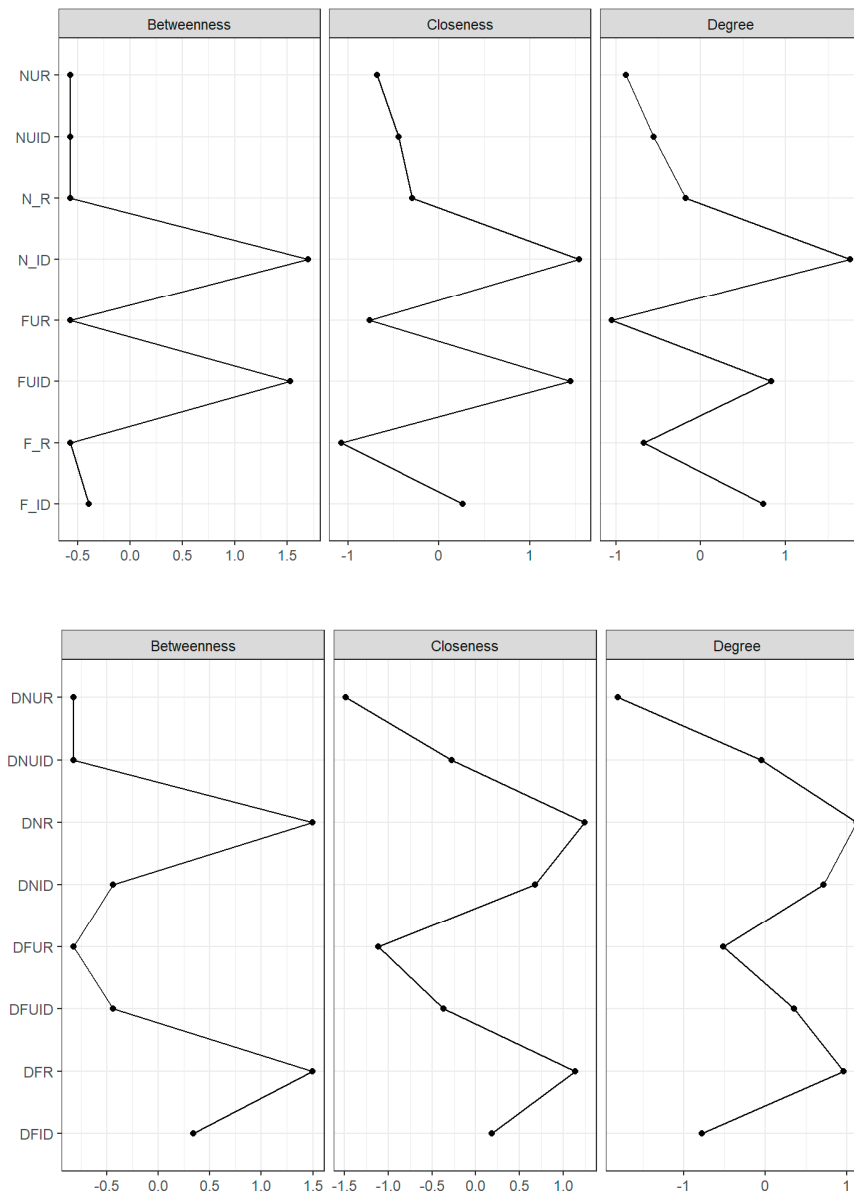 Betweenness Closeness Degree
NUR
NUID
N_R
N_ID
FUR
FUID
F_R
F_ID
-0.5 0.0 0.5 1.0 1.5 -1 0 1 -1 0 1
Betweenness Closeness Degree
DNUR
DNUID
DNR
DNID
DFUR
DFUID
DFR
DFID
-0.5 0.0 0.5 1.0 1.5 -1.5 -1.0 -0.5 0.0 0.5 1.0 -1 0 1